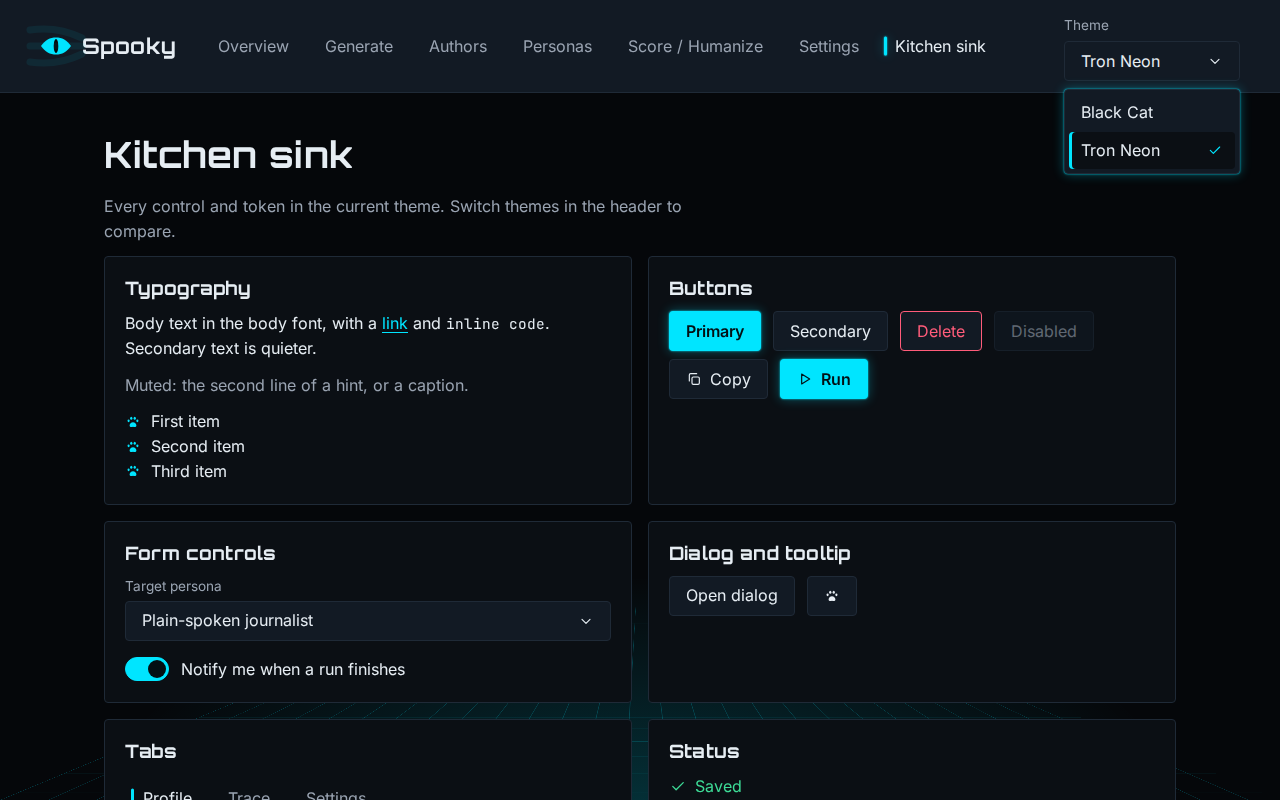 Spooky
Overview
Generate
Authors
Personas
Score / Humanize
Settings
Kitchen sink
Theme
Tron Neon
Black Cat
Tron Neon
Kitchen sink
Every control and token in the current theme. Switch themes in the header to
compare.
Typography
Body text in the body font, with a link and inline code.
Secondary text is quieter.
Muted: the second line of a hint, or a caption.
First item
Second item
Third item
Buttons
Primary
Secondary
Delete
Disabled
Copy
Run
Form controls
Target persona
Plain-spoken journalist
Notify me when a run finishes
Dialog and tooltip
Open dialog
Tabs
Profile
Trace
Settings
Status
Saved